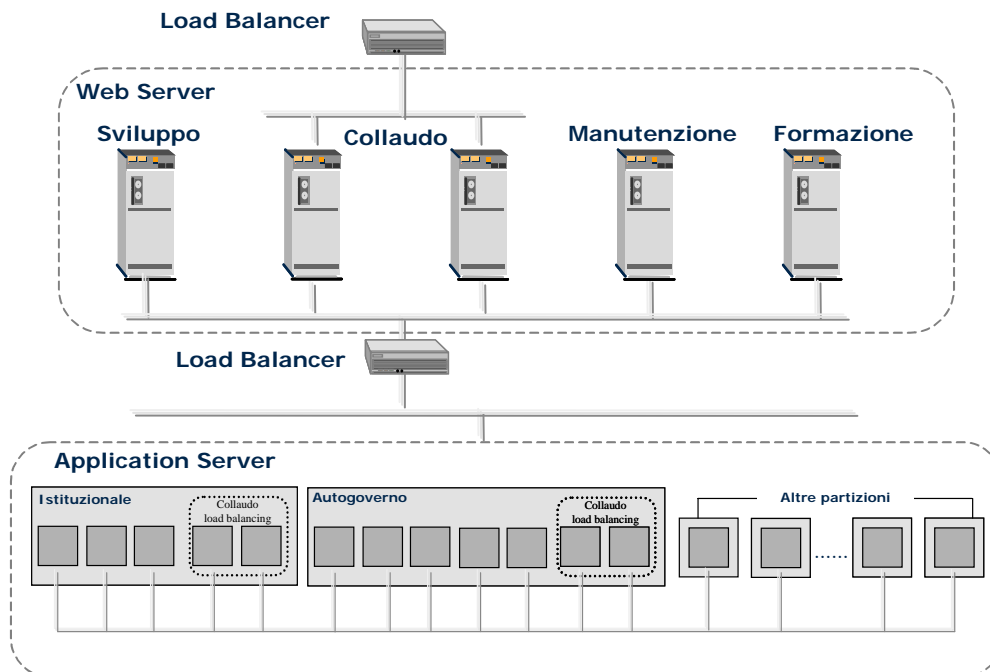 Load Balancer
Web Server
Sviluppo
Collaudo
Manutenzione
Formazione
Load Balancer
Application Server
Istituzionale
Collaudo
load balancing
Autogoverno
Collaudo
load balancing
Altre partizioni
......